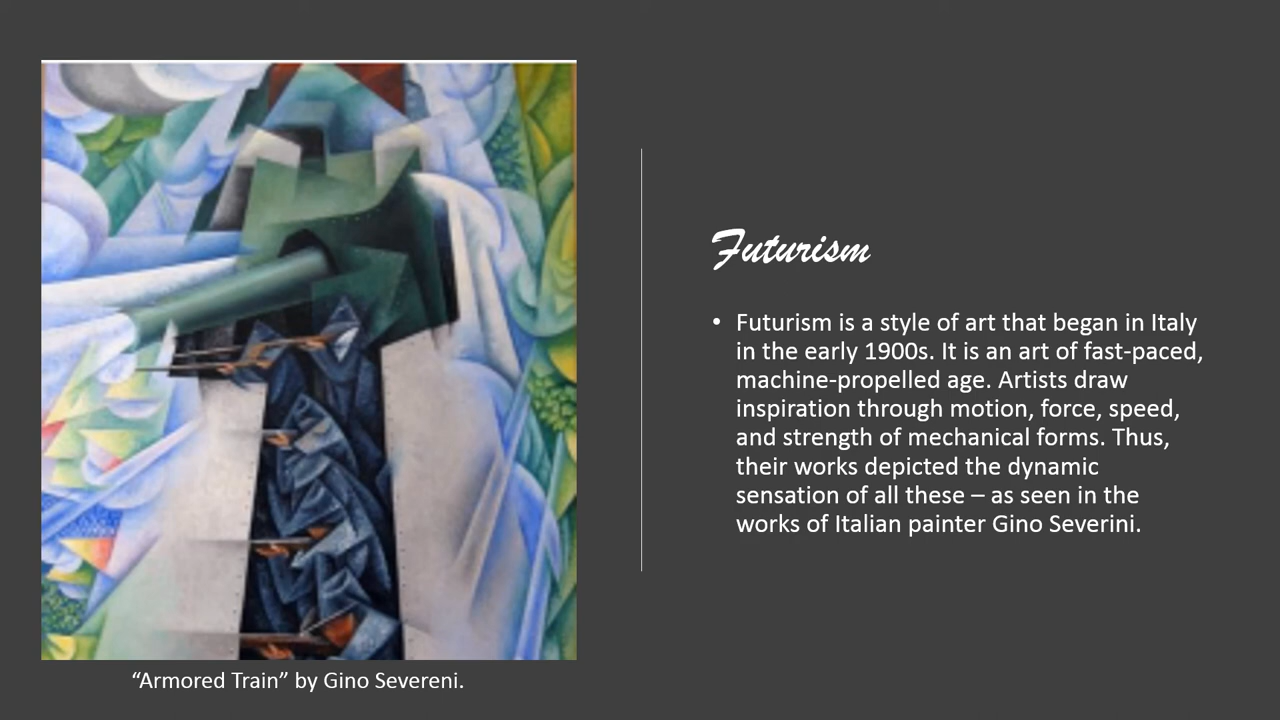 Futurism
• Futurism is a style of art that began in Italy
in the early 1900s. It is an art of fast-paced,
machine-propelled age. Artists draw
inspiration through motion, force, speed,
and strength of mechanical forms. Thus,
their works depicted the dynamic
sensation of all these – as seen in the
works of Italian painter Gino Severini.
“Armored Train” by Gino Severeni.